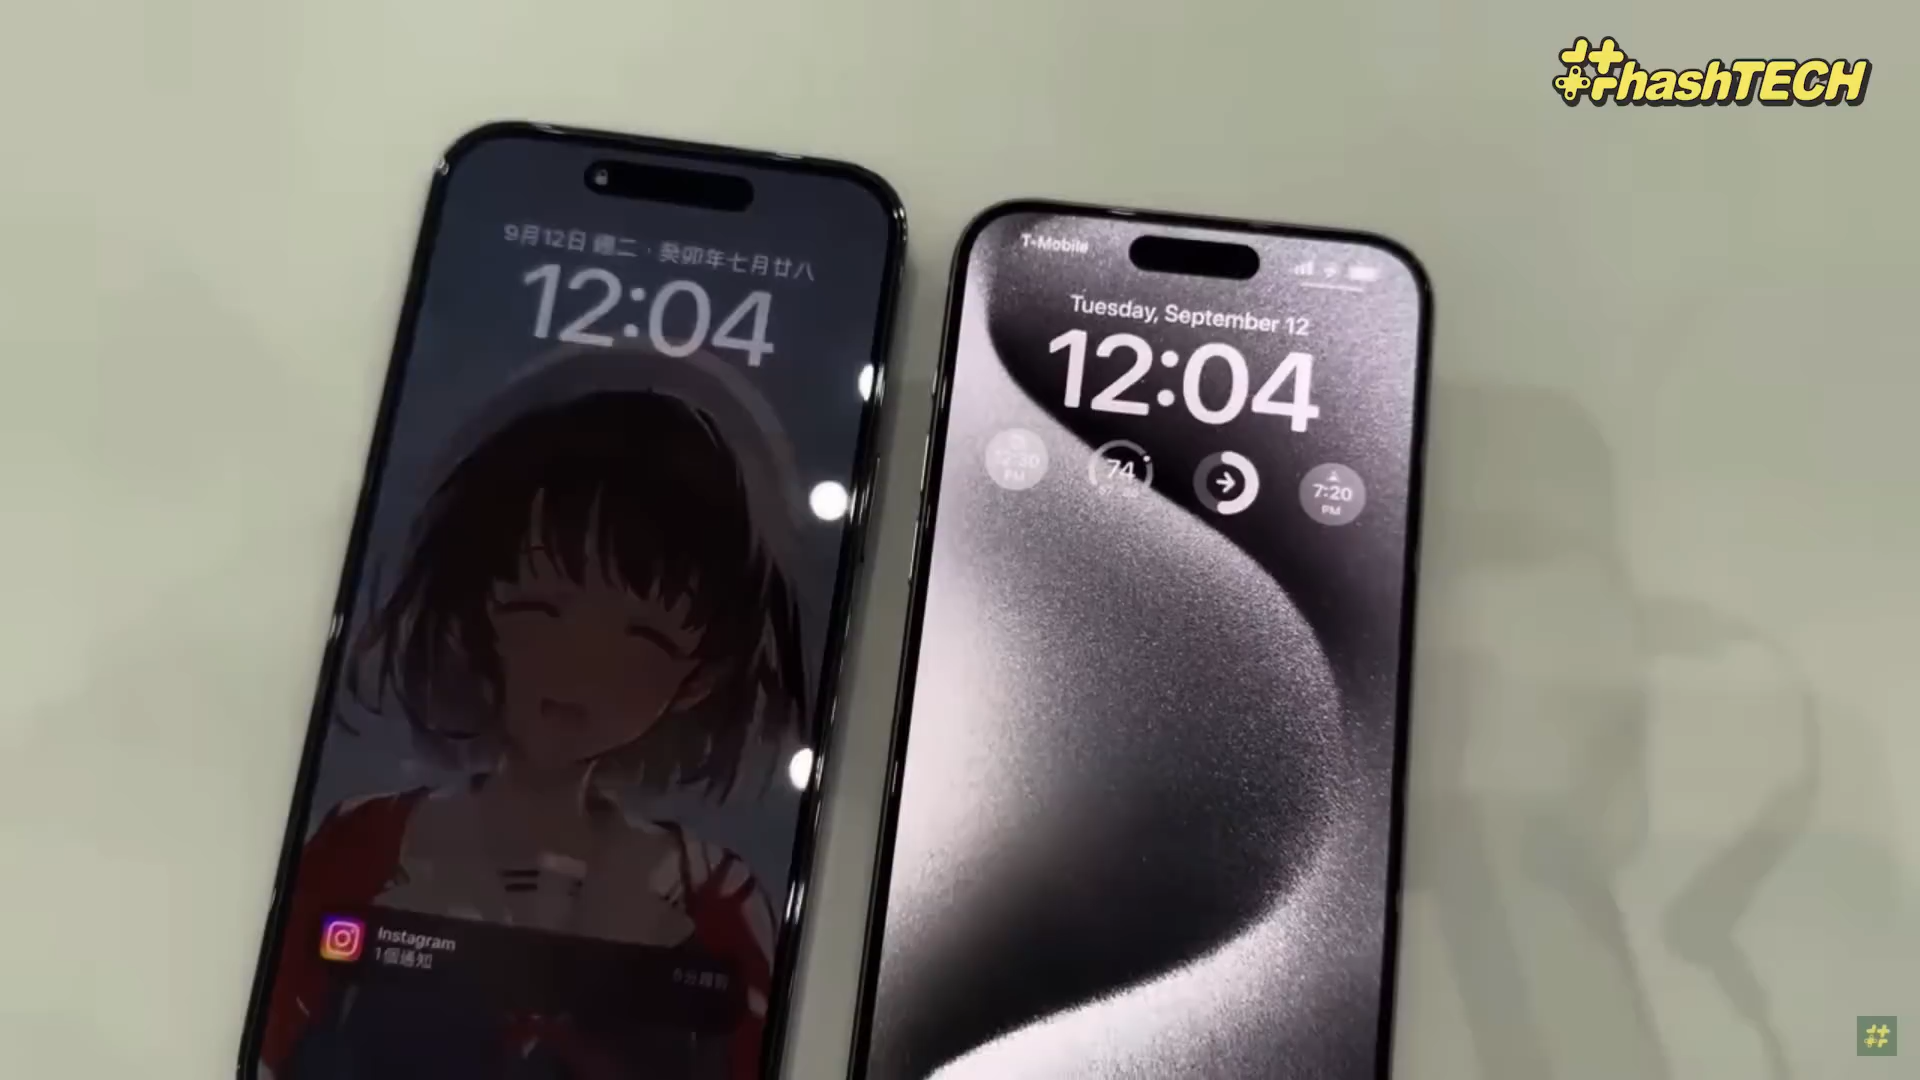 #hashTECH
9月12日 週二 · 癸卯年七月廿八
12:04
Instagram
1個通知
T-Mobile
Tuesday, September 12
12:04
PM
74
7:20
PM